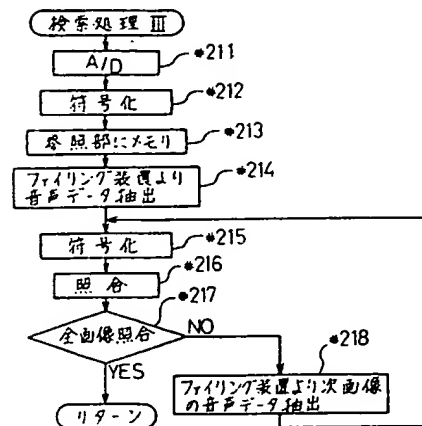 検索処理 Ⅲ
A/D
*211
符号化
*212
参照部にメモリ
*213
ファイリング装置より
音声データ抽出
*214
符号化
*215
照合
*216
全画像照合
*217
NO
YES
*218
ファイリング装置より次画像
の音声データ抽出
リターン